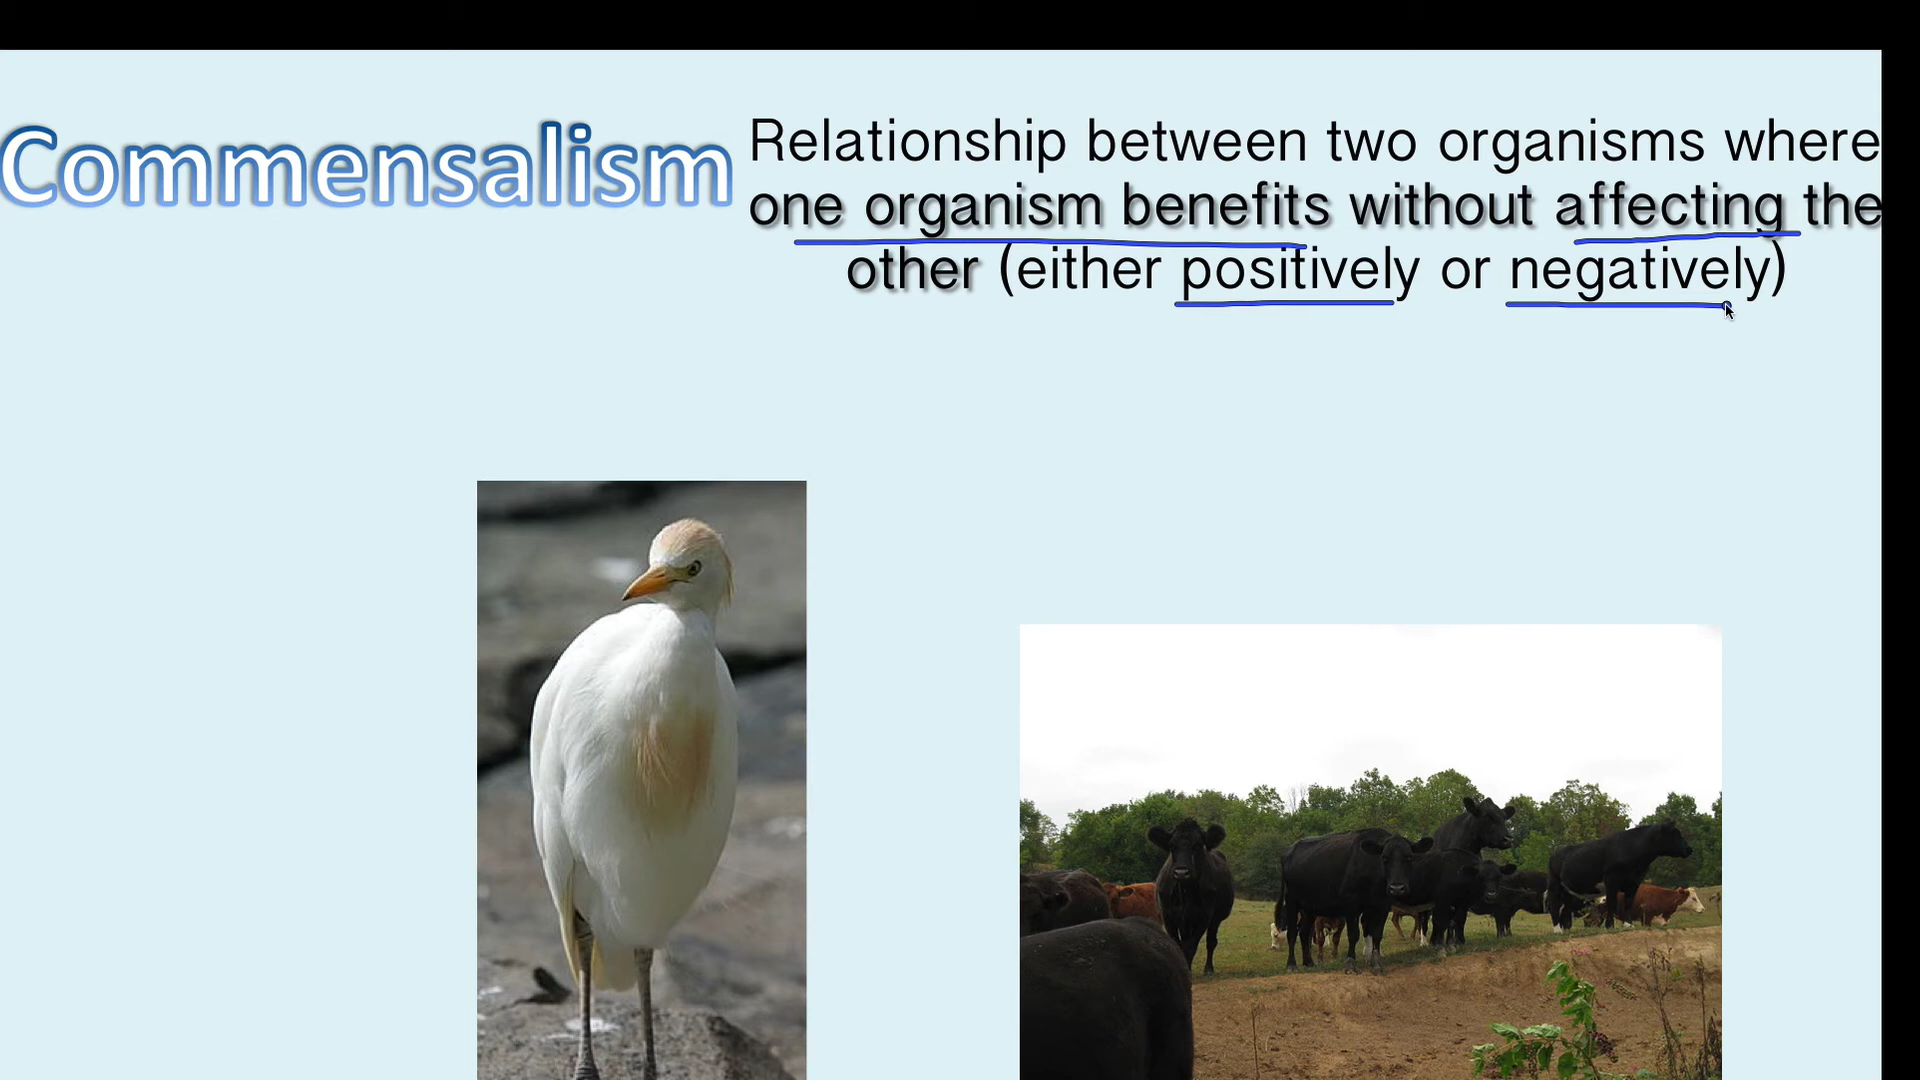 Commensalism
Relationship between two organisms where
one organism benefits without affecting the
other (either positively or negatively)